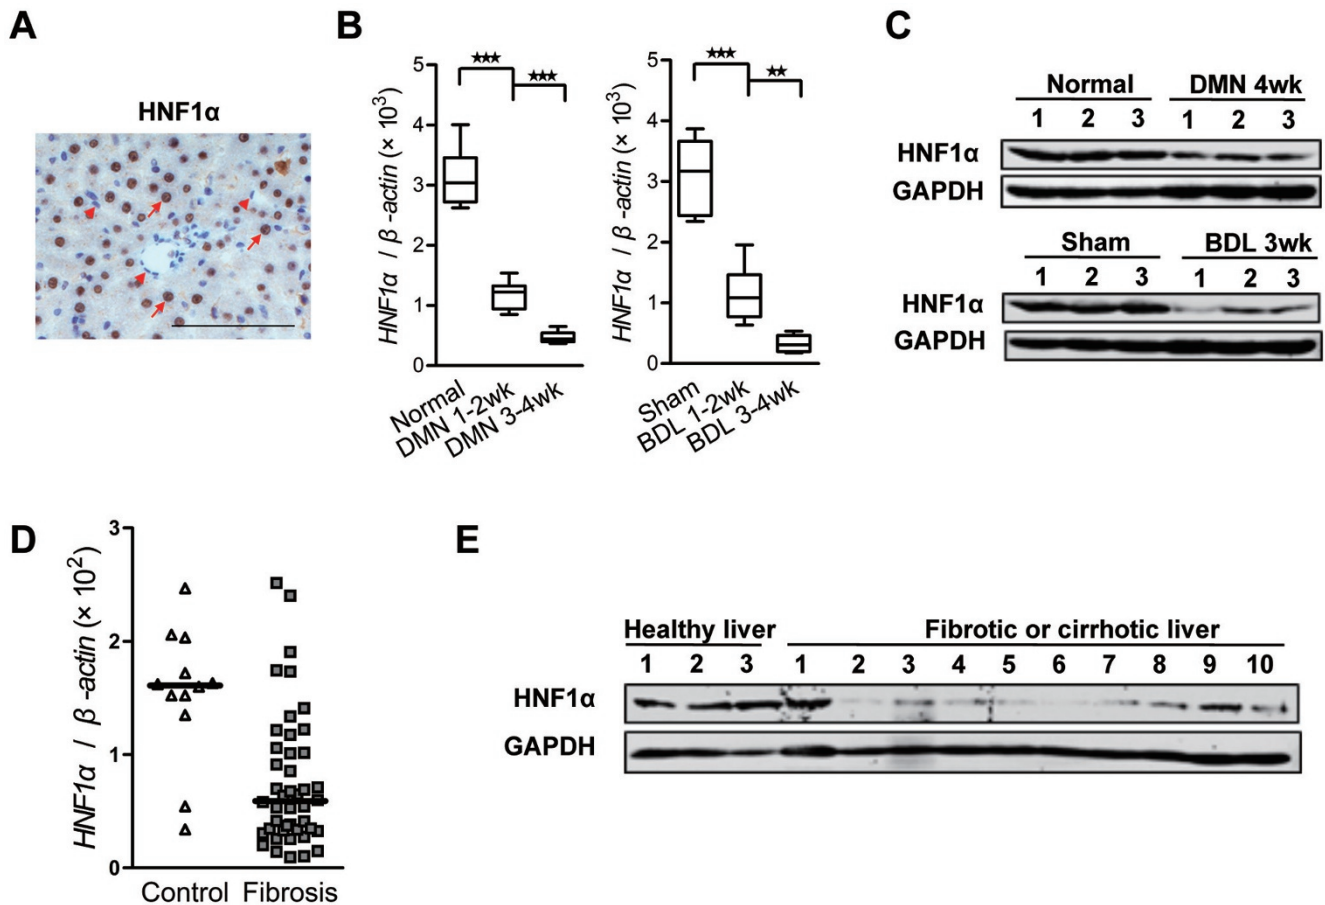 A
HNF1α
B
HNF1α / β-actin (× 10³)
5
4
3
2
1
0
★★★
★★★
Normal
DMN 1-2wk
DMN 3-4wk
HNF1α / β-actin (× 10³)
5
4
3
2
1
0
★★★
★★
Sham
BDL 1-2wk
BDL 3-4wk
C
Normal DMN 4wk
1 2 3 1 2 3
HNF1α
GAPDH
Sham BDL 3wk
1 2 3 1 2 3
HNF1α
GAPDH
D
HNF1α / β-actin (× 10²)
3
2
1
0
Control Fibrosis
E
Healthy liver Fibrotic or cirrhotic liver
1 2 3 1 2 3 4 5 6 7 8 9 10
HNF1α
GAPDH